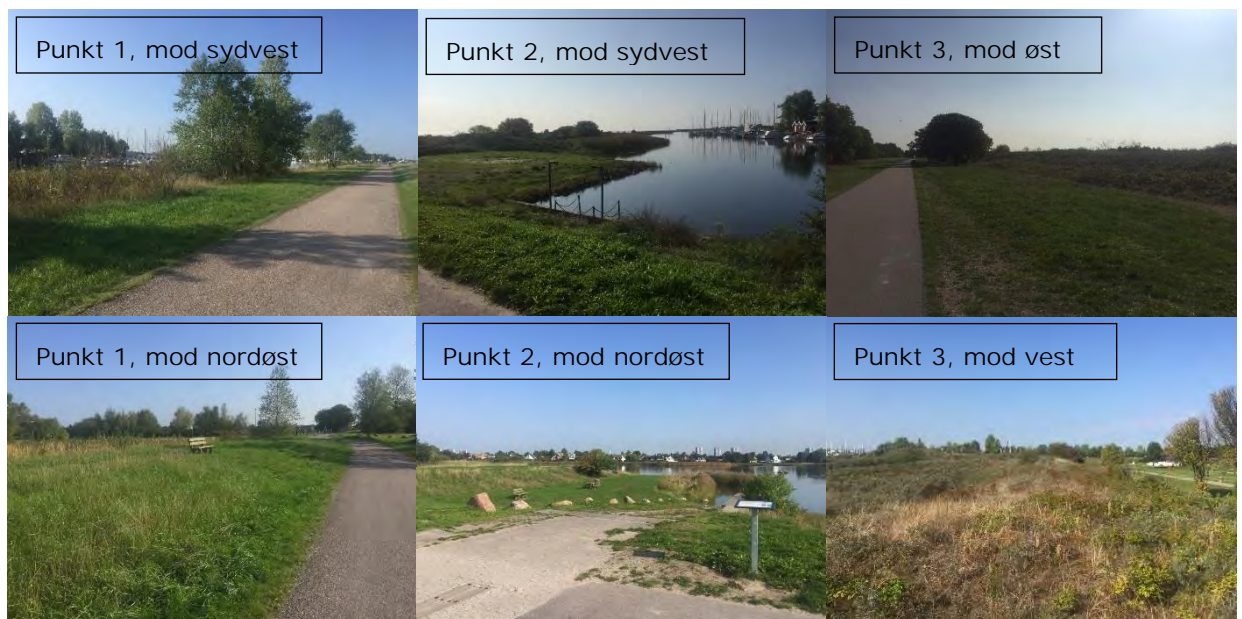 Punkt 1, mod sydvest
Punkt 2, mod sydvest
Punkt 3, mod øst
Punkt 1, mod nordøst
Punkt 2, mod nordøst
Punkt 3, mod vest